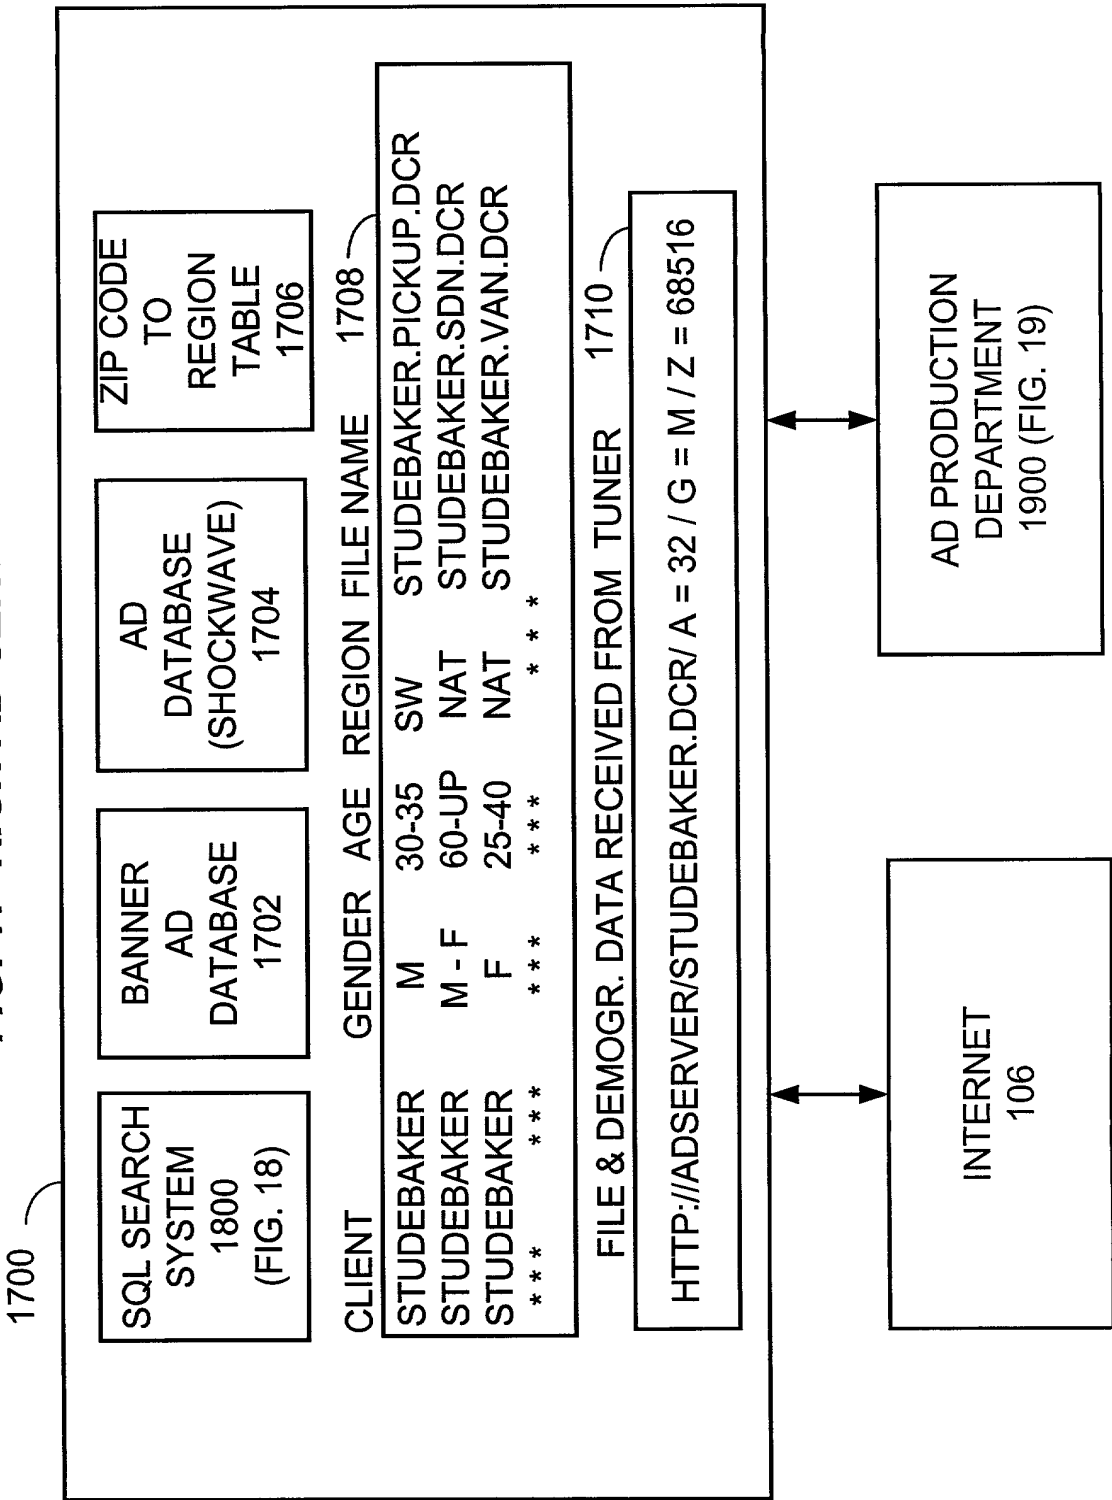 1700
SQL SEARCH
SYSTEM
1800
(FIG. 18)
BANNER
AD
DATABASE
1702
AD
DATABASE
(SHOCKWAVE)
1704
ZIP CODE
TO
REGION
TABLE
1706
CLIENT GENDER AGE REGION FILE NAME 1708
STUDEBAKER M 30-35 SW STUDEBAKER.PICKUP.DCR
STUDEBAKER M - F 60-UP NAT STUDEBAKER.SDN.DCR
STUDEBAKER F 25-40 NAT STUDEBAKER.VAN.DCR
*** *** *** *** * * *
FILE & DEMOGR. DATA RECEIVED FROM TUNER 1710
HTTP://ADSERVER/STUDEBAKER.DCR/ A = 32 / G = M / Z = 68516
INTERNET
106
AD PRODUCTION
DEPARTMENT
1900 (FIG. 19)